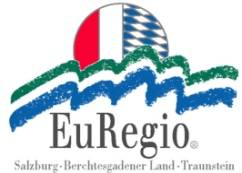 EuRegio®
Salzburg · Berchtesgadener Land · Traunstein